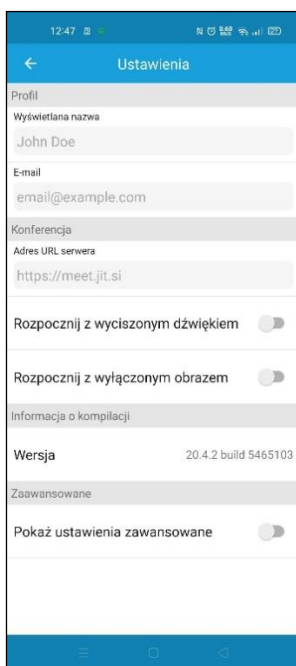 12:47
Ustawienia
Profil
Wyświetlana nazwa
John Doe
E-mail
email@example.com
Konferencja
Adres URL serwera
https://meet.jit.si
Rozpocznij z wyciszonym dźwiękiem
Rozpocznij z wyłączonym obrazem
Informacja o kompilacji
Wersja 20.4.2 build 5465103
Zaawansowane
Pokaż ustawienia zawansowane